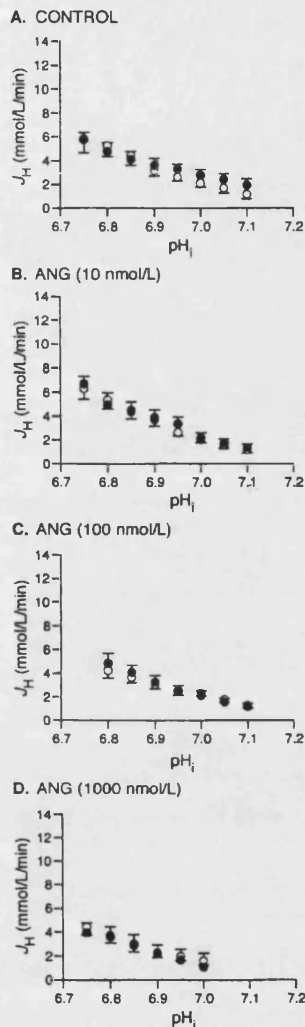 A. CONTROL
14
12
10
8
6
4
2
0
J_H (mmol/L/min)
6.7 6.8 6.9 7.0 7.1 7.2
pH_i
B. ANG (10 nmol/L)
14
12
10
8
6
4
2
0
J_H (mmol/L/min)
6.7 6.8 6.9 7.0 7.1 7.2
pH_i
C. ANG (100 nmol/L)
14
12
10
8
6
4
2
0
J_H (mmol/L/min)
6.7 6.8 6.9 7.0 7.1 7.2
pH_i
D. ANG (1000 nmol/L)
14
12
10
8
6
4
2
0
J_H (mmol/L/min)
6.7 6.8 6.9 7.0 7.1 7.2
pH_i